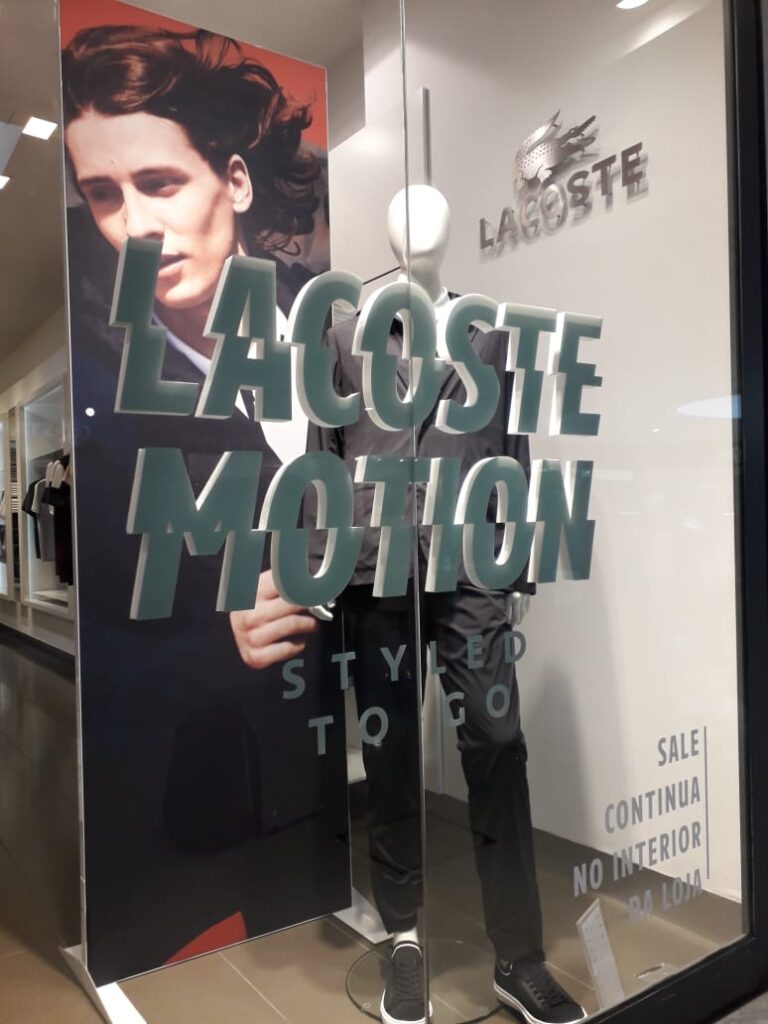 LACOSTE
LACOSTE
MOTION
STYLED
TO GO
SALE
CONTINUA
NO INTERIOR
DA LOJA